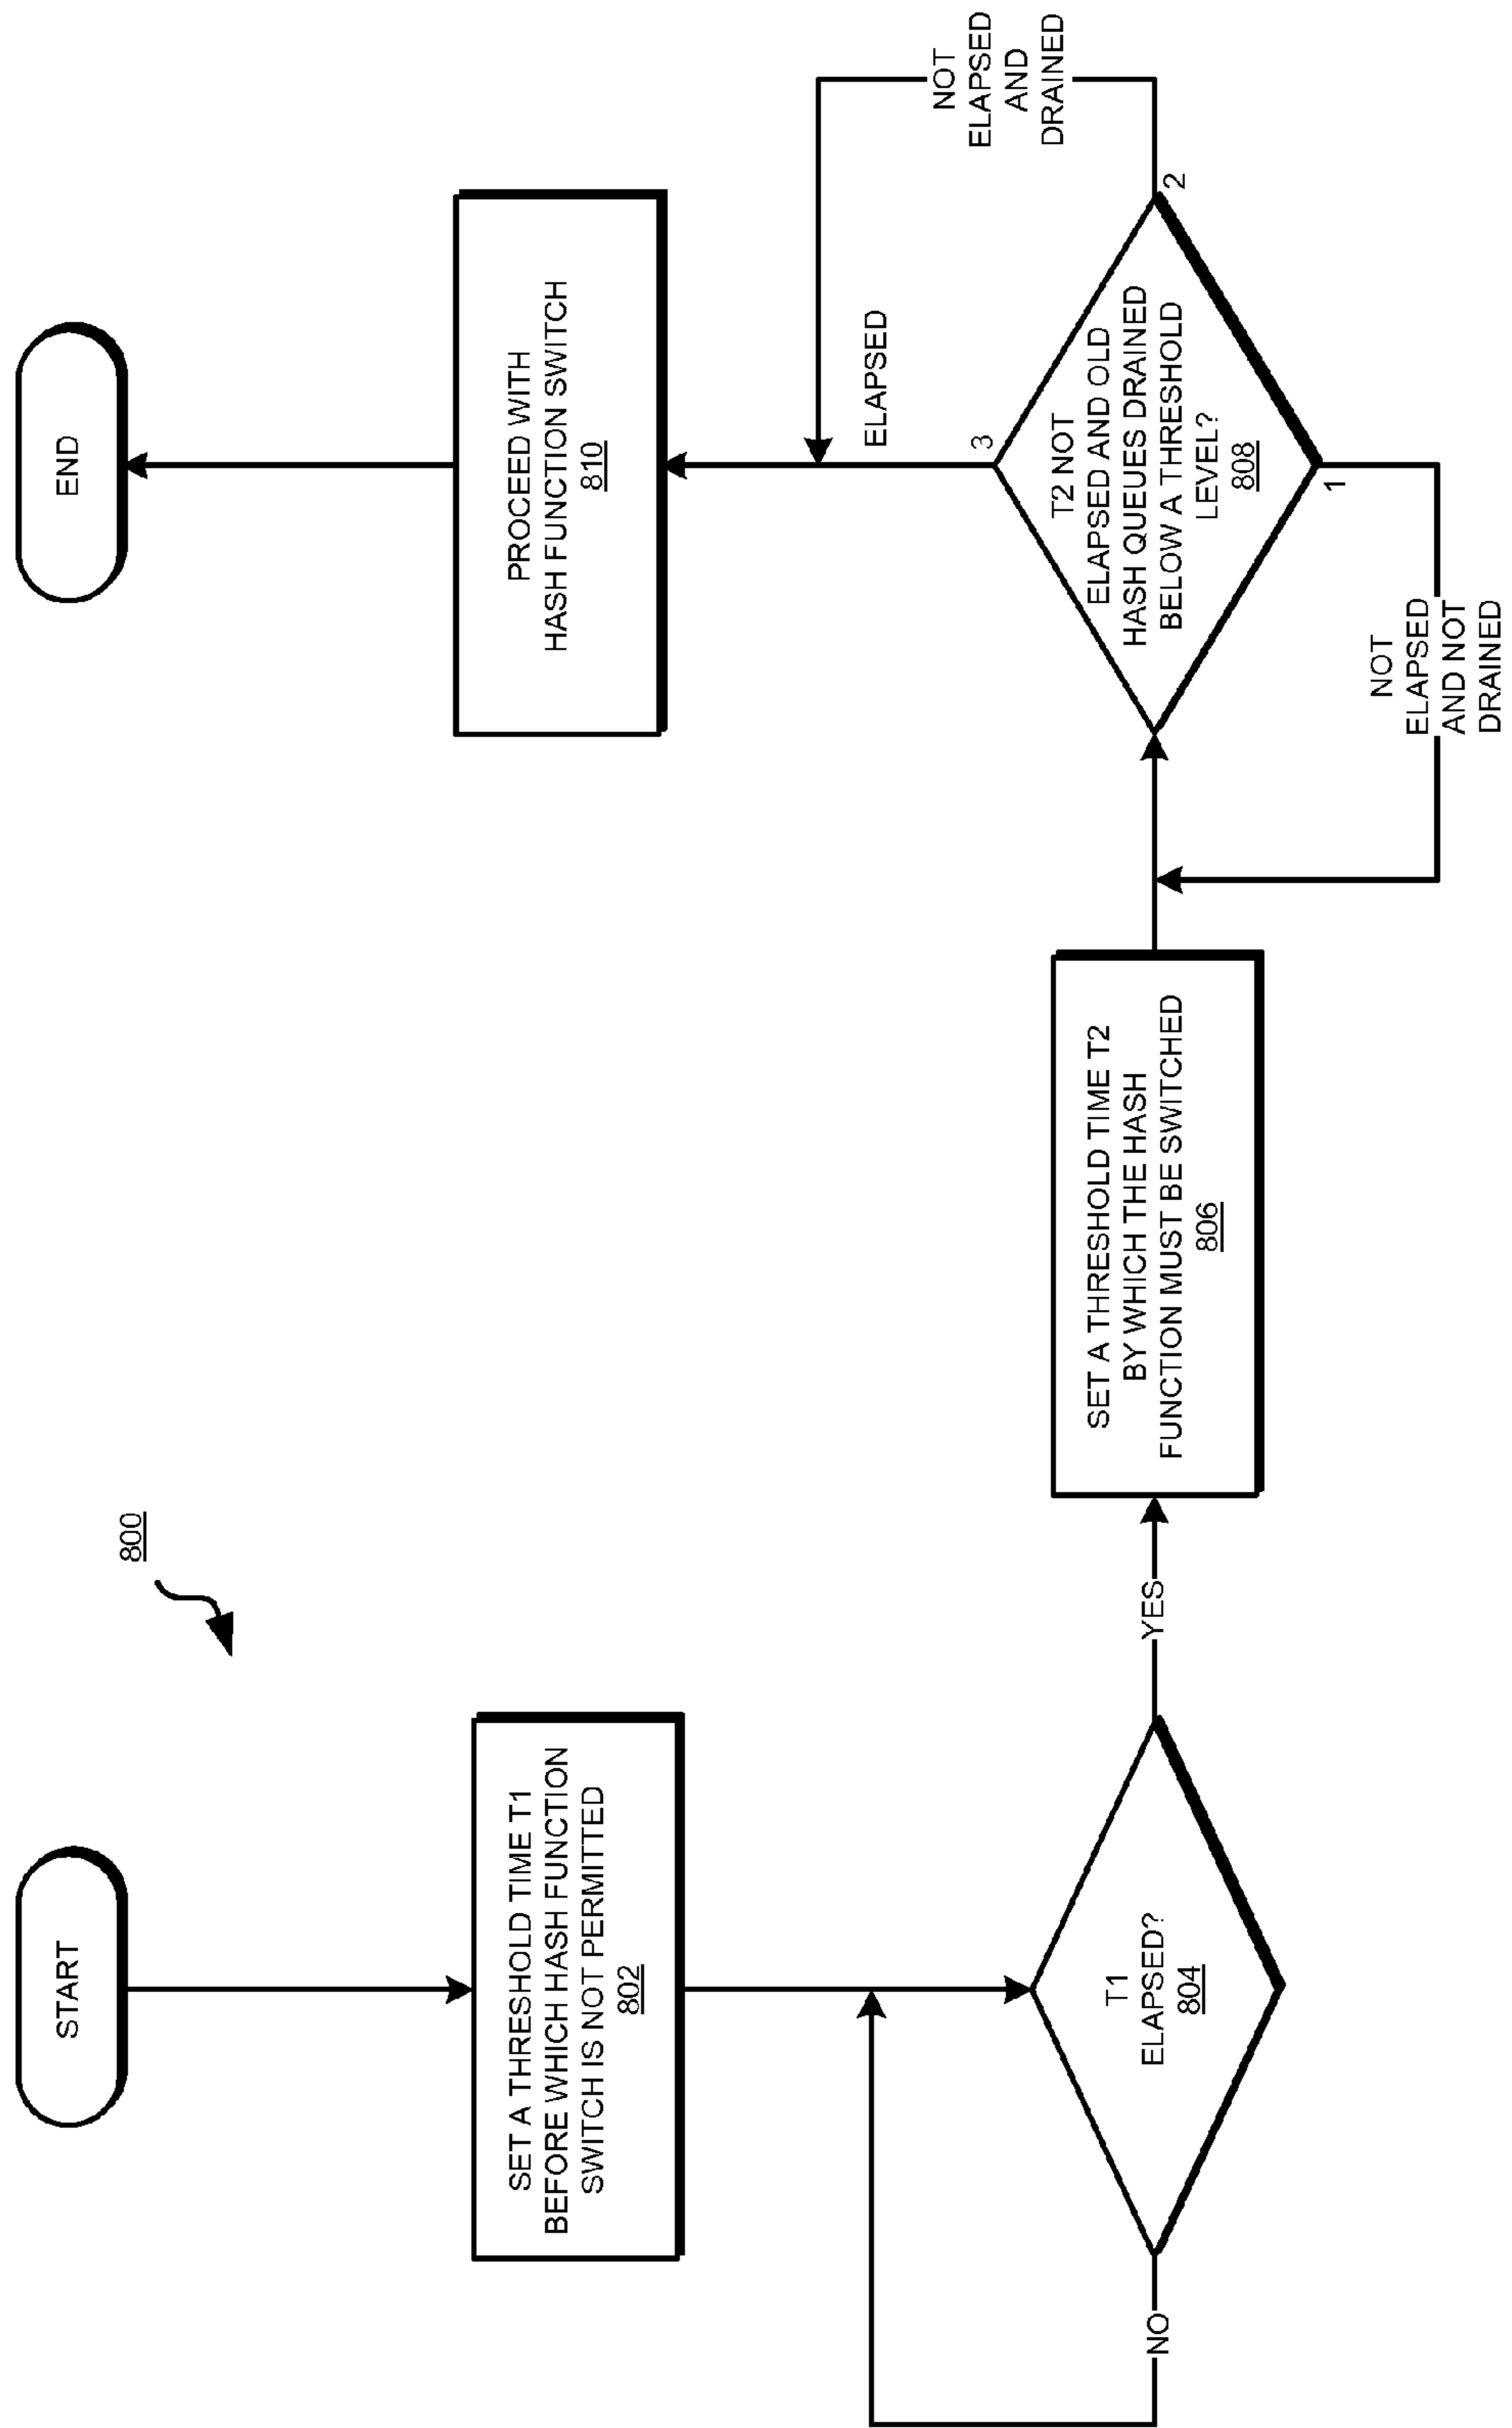 800
START
SET A THRESHOLD TIME T1
BEFORE WHICH HASH FUNCTION
SWITCH IS NOT PERMITTED
802
T1
ELAPSED?
804
NO
YES
SET A THRESHOLD TIME T2
BY WHICH THE HASH
FUNCTION MUST BE SWITCHED
806
T2 NOT
ELAPSED AND OLD
HASH QUEUES DRAINED
BELOW A THRESHOLD
LEVEL?
808
1
NOT
ELAPSED
AND NOT
DRAINED
2
NOT
ELAPSED
AND
DRAINED
3
ELAPSED
PROCEED WITH
HASH FUNCTION SWITCH
810
END